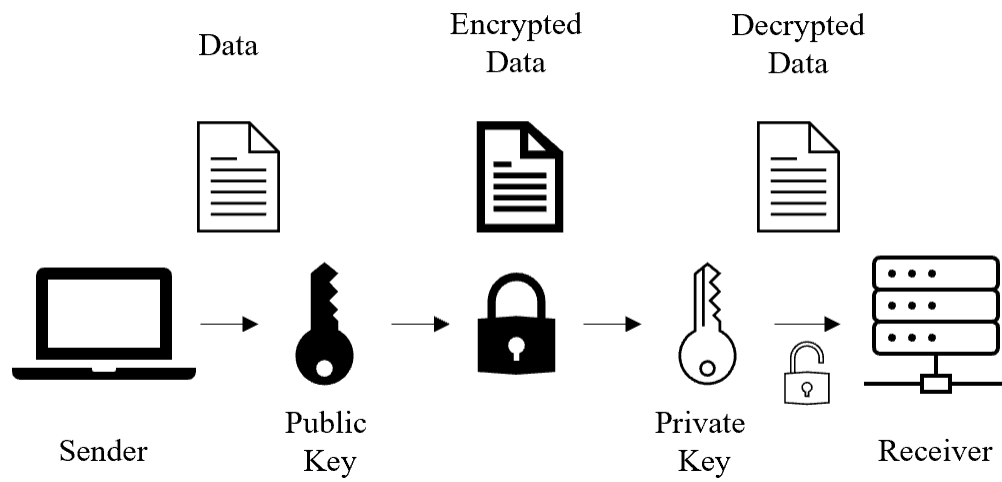 Data
Encrypted
Data
Decrypted
Data
Sender
Public
Key
Private
Key
Receiver